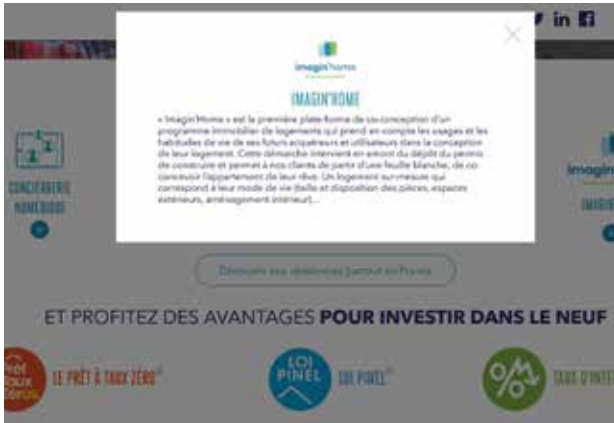 imagin'home
IMAGIN'HOME
« Imagin'Home » est la première plate-forme de co-conception d'un
programme immobilier de logements qui prend en compte les usages et les
habitudes de vie de ses futurs acquéreurs et utilisateurs dans la conception
de leur logement. Cette démarche intervient en amont du dépôt du permis
de construire et permet à nos clients de partir d'une feuille blanche, de co-
concevoir l'appartement de leur rêve. Un logement sur-mesure qui
correspond à leur mode de vie (taille et disposition des pièces, espaces
extérieurs, aménagement intérieur)...
CONCIERGERIE
NUMÉRIQUE
Découvrir nos résidences partout en France
ET PROFITEZ DES AVANTAGES POUR INVESTIR DANS LE NEUF
LE PRÊT À TAUX ZÉRO
LOI
PINEL
LOI PINEL